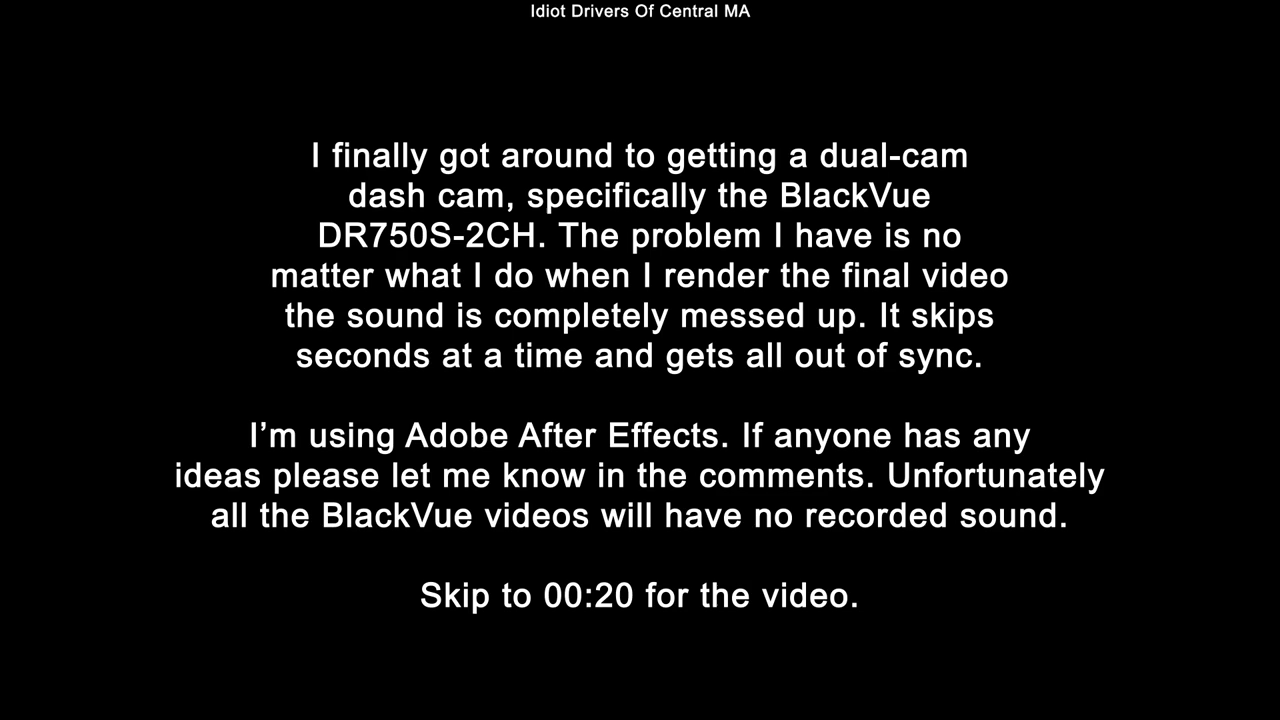 Idiot Drivers Of Central MA
I finally got around to getting a dual-cam
dash cam, specifically the BlackVue
DR750S-2CH. The problem I have is no
matter what I do when I render the final video
the sound is completely messed up. It skips
seconds at a time and gets all out of sync.
I’m using Adobe After Effects. If anyone has any
ideas please let me know in the comments. Unfortunately
all the BlackVue videos will have no recorded sound.
Skip to 00:20 for the video.